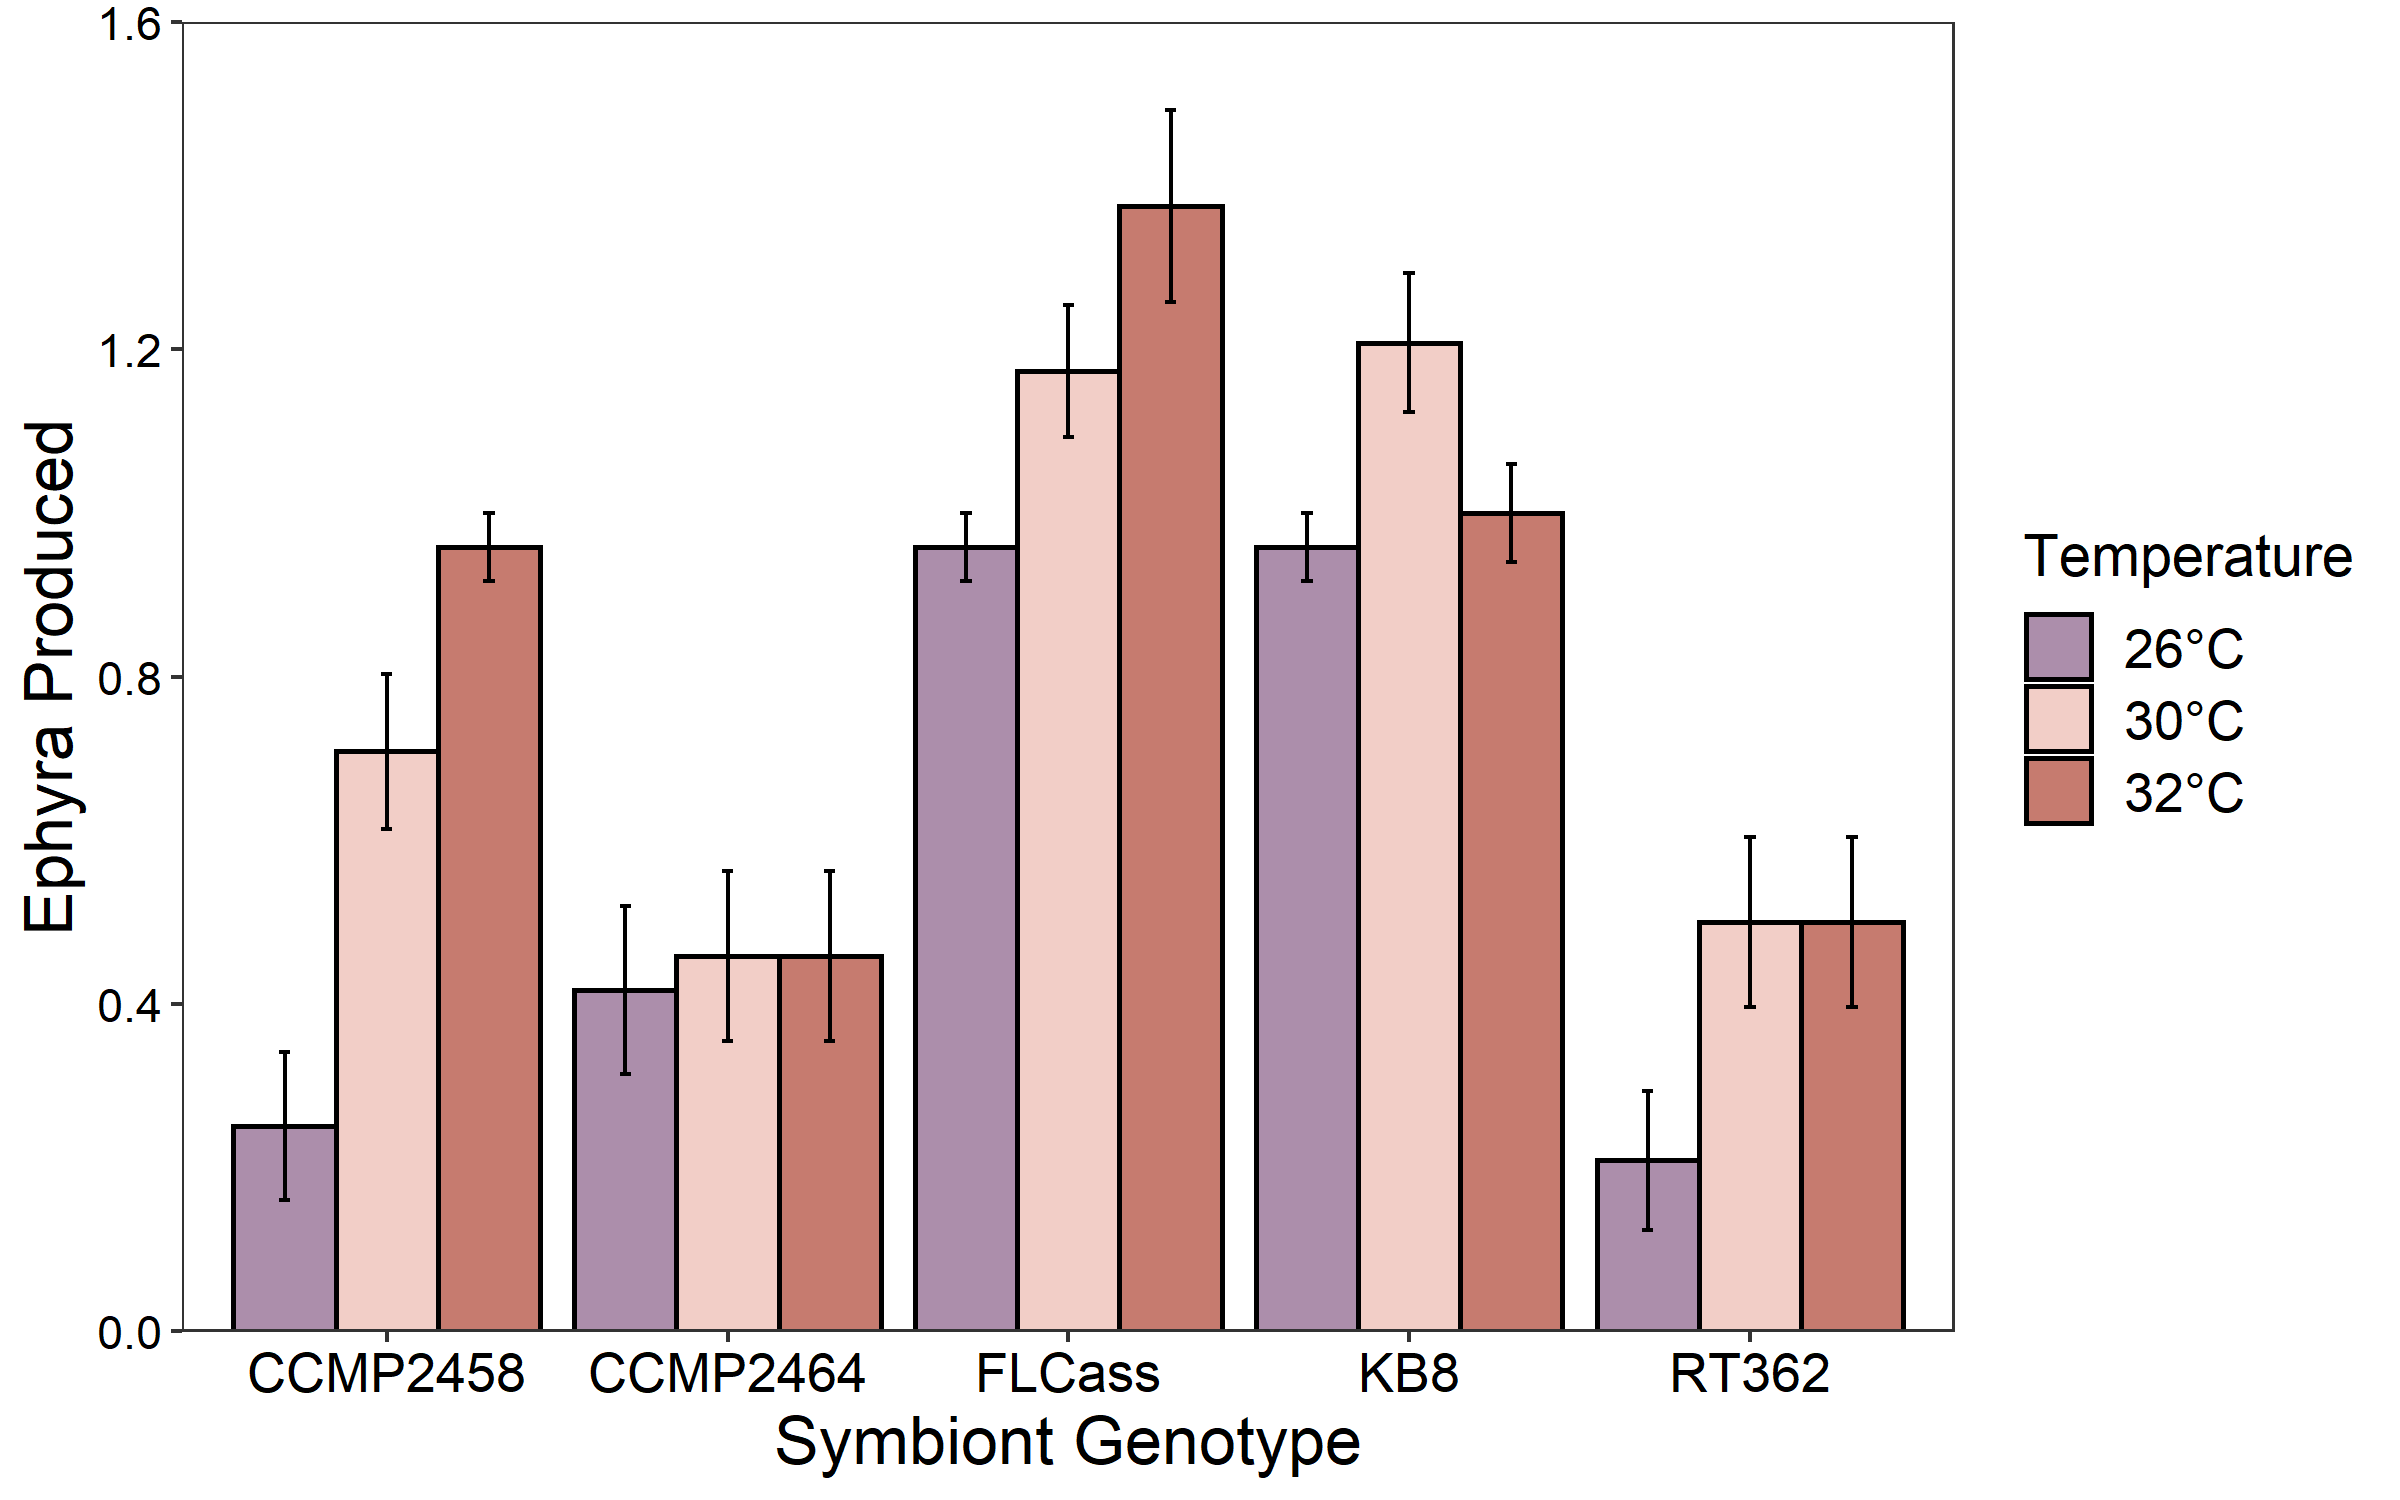 Ephyra Produced
1.6
1.2
0.8
0.4
0.0
CCMP2458
CCMP2464
FLCass
KB8
RT362
Symbiont Genotype
Temperature
26°C
30°C
32°C